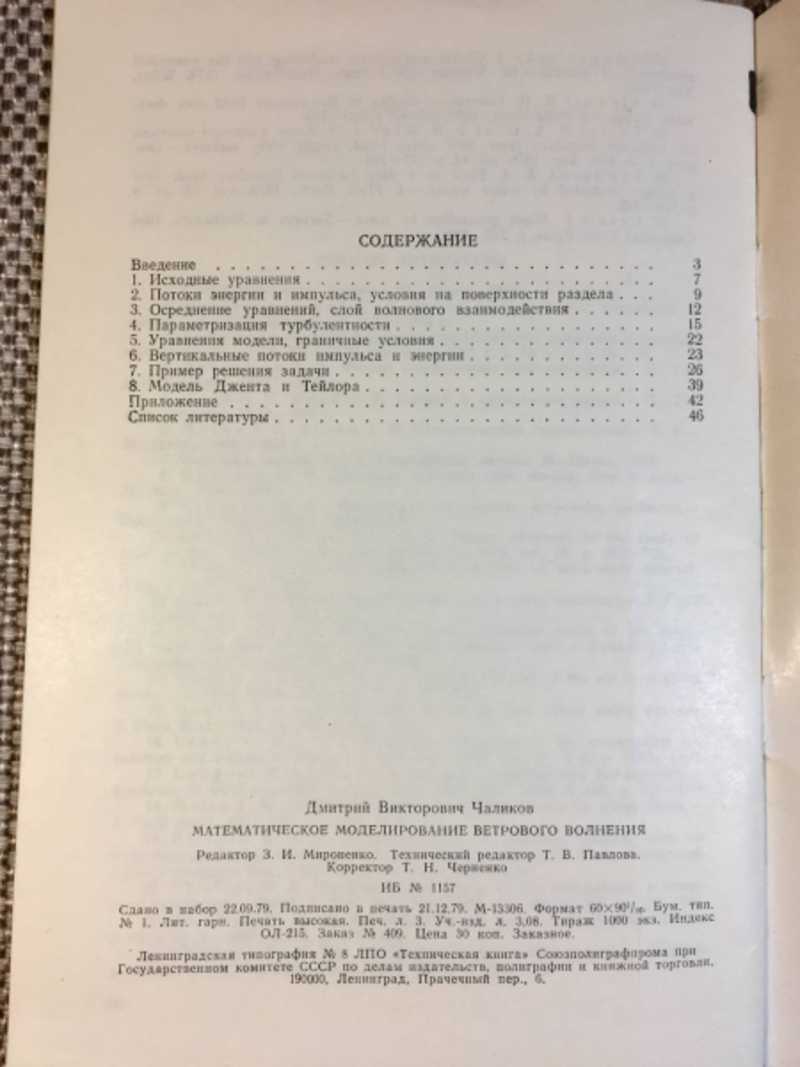 СОДЕРЖАНИЕ
Введение . . . . . . . . . . . . . . . . . . . . . . . . . 3
1. Исходные уравнения . . . . . . . . . . . . . . . . . . . . 7
2. Потоки энергии и импульса, условия на поверхности раздела . . . 9
3. Осреднение уравнений, слой волнового взаимодействия . . . . . . 12
4. Параметризация турбулентности . . . . . . . . . . . . . . . 15
5. Уравнения модели, граничные условия . . . . . . . . . . . . 22
6. Вертикальные потоки импульса и энергии . . . . . . . . . . . 23
7. Пример решения задачи . . . . . . . . . . . . . . . . . . 26
8. Модель Джента и Тейлора . . . . . . . . . . . . . . . . . 39
Приложение . . . . . . . . . . . . . . . . . . . . . . . . 42
Список литературы . . . . . . . . . . . . . . . . . . . . . 46
Дмитрий Викторович Чаликов
МАТЕМАТИЧЕСКОЕ МОДЕЛИРОВАНИЕ ВЕТРОВОГО ВОЛНЕНИЯ
Редактор З. И. Мироненко. Технический редактор Т. В. Павлова.
Корректор Т. Н. Черненко
ИБ № 1157
Сдано в набор 22.09.79. Подписано в печать 21.12.79. М-13306. Формат 60×90¹/₁₆. Бум. тип.
№ 1. Лит. гарн. Печать высокая. Печ. л. 3. Уч.-изд. л. 3,08. Тираж 1000 экз. Индекс
ОЛ-215. Заказ № 409. Цена 30 коп. Заказное.
Ленинградская типография № 8 ЛПО «Техническая книга» Союзполиграфпрома при
Государственном комитете СССР по делам издательств, полиграфии и книжной торговли.
190000, Ленинград, Прачечный пер., 6.